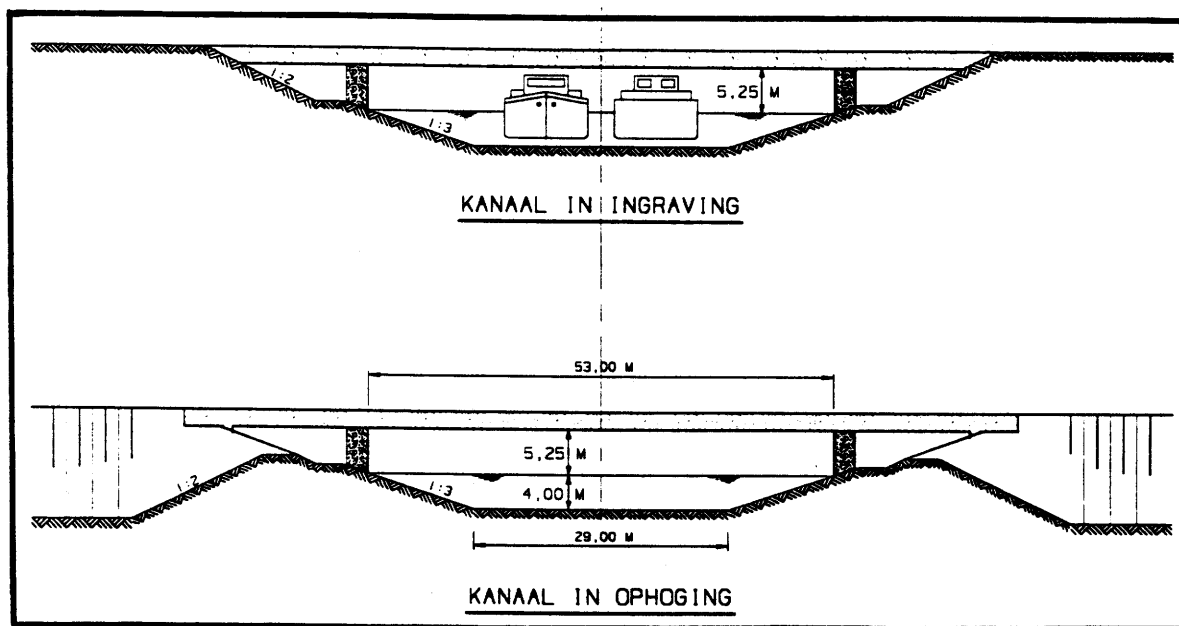 1:2
5,25 M
1:3
KANAAL IN INGRAVING
53,00 M
5,25 M
1:2
1:3
4,00 M
29,00 M
KANAAL IN OPHOGING